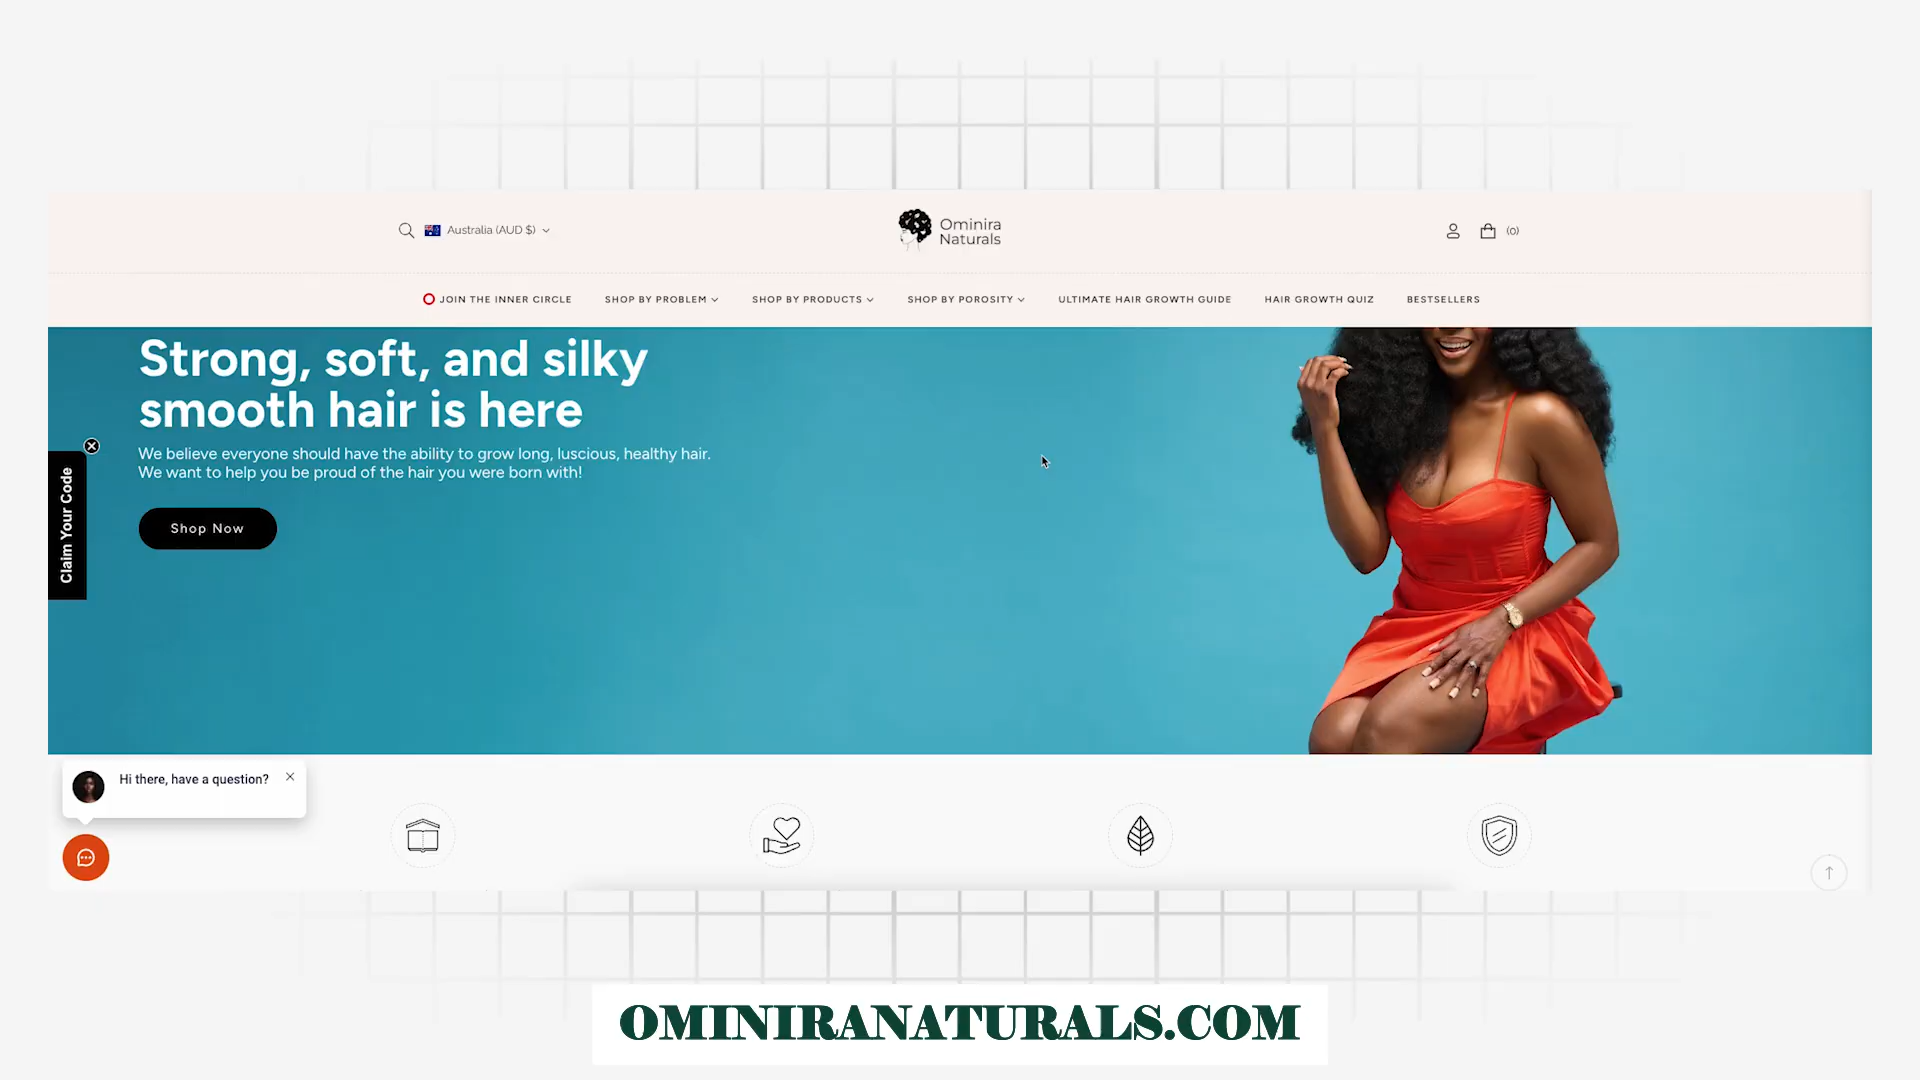 Australia (AUD $)
Ominira
Naturals
(0)
JOIN THE INNER CIRCLE
SHOP BY PROBLEM
SHOP BY PRODUCTS
SHOP BY POROSITY
ULTIMATE HAIR GROWTH GUIDE
HAIR GROWTH QUIZ
BESTSELLERS
Strong, soft, and silky
smooth hair is here
We believe everyone should have the ability to grow long, luscious, healthy hair.
We want to help you be proud of the hair you were born with!
Shop Now
Claim Your Code
Hi there, have a question?
OMINIRANATURALS.COM